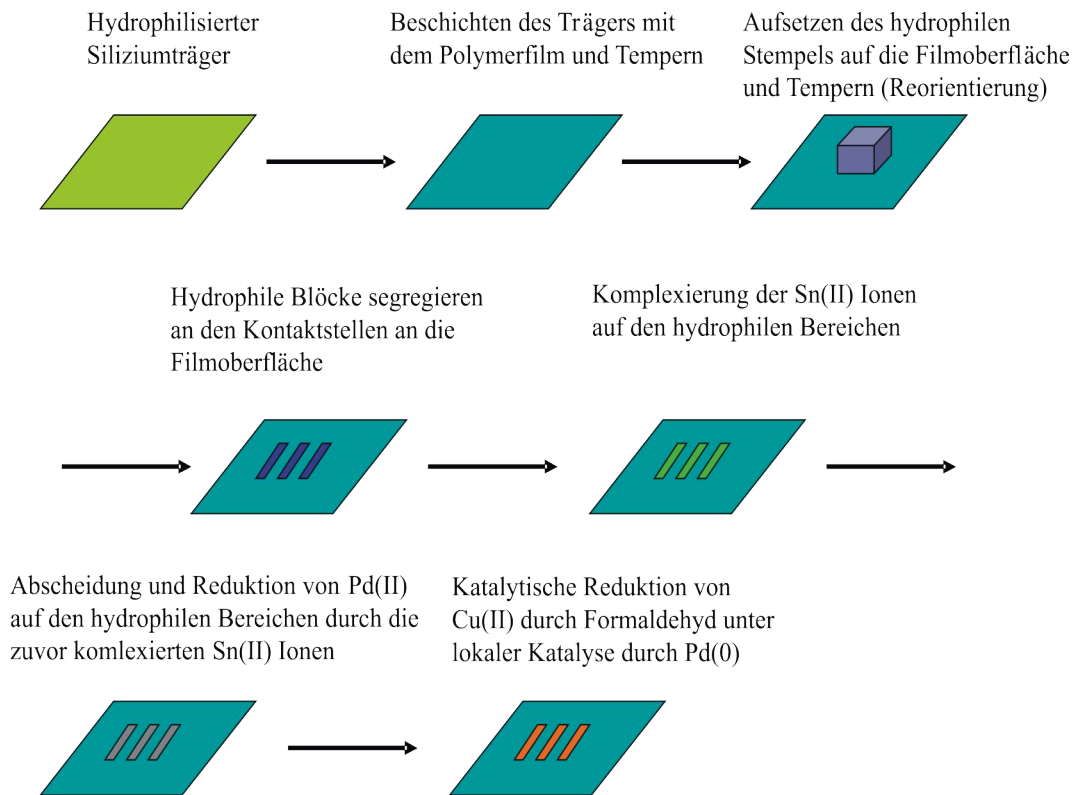 Hydrophilisierter
Siliziumträger
Beschichten des Trägers mit
dem Polymerfilm und Tempern
Aufsetzen des hydrophilen
Stempels auf die Filmoberfläche
und Tempern (Reorientierung)
Hydrophile Blöcke segregieren
an den Kontaktstellen an die
Filmoberfläche
Komplexierung der Sn(II) Ionen
auf den hydrophilen Bereichen
Abscheidung und Reduktion von Pd(II)
auf den hydrophilen Bereichen durch die
zuvor komlexierten Sn(II) Ionen
Katalytische Reduktion von
Cu(II) durch Formaldehyd unter
lokaler Katalyse durch Pd(0)